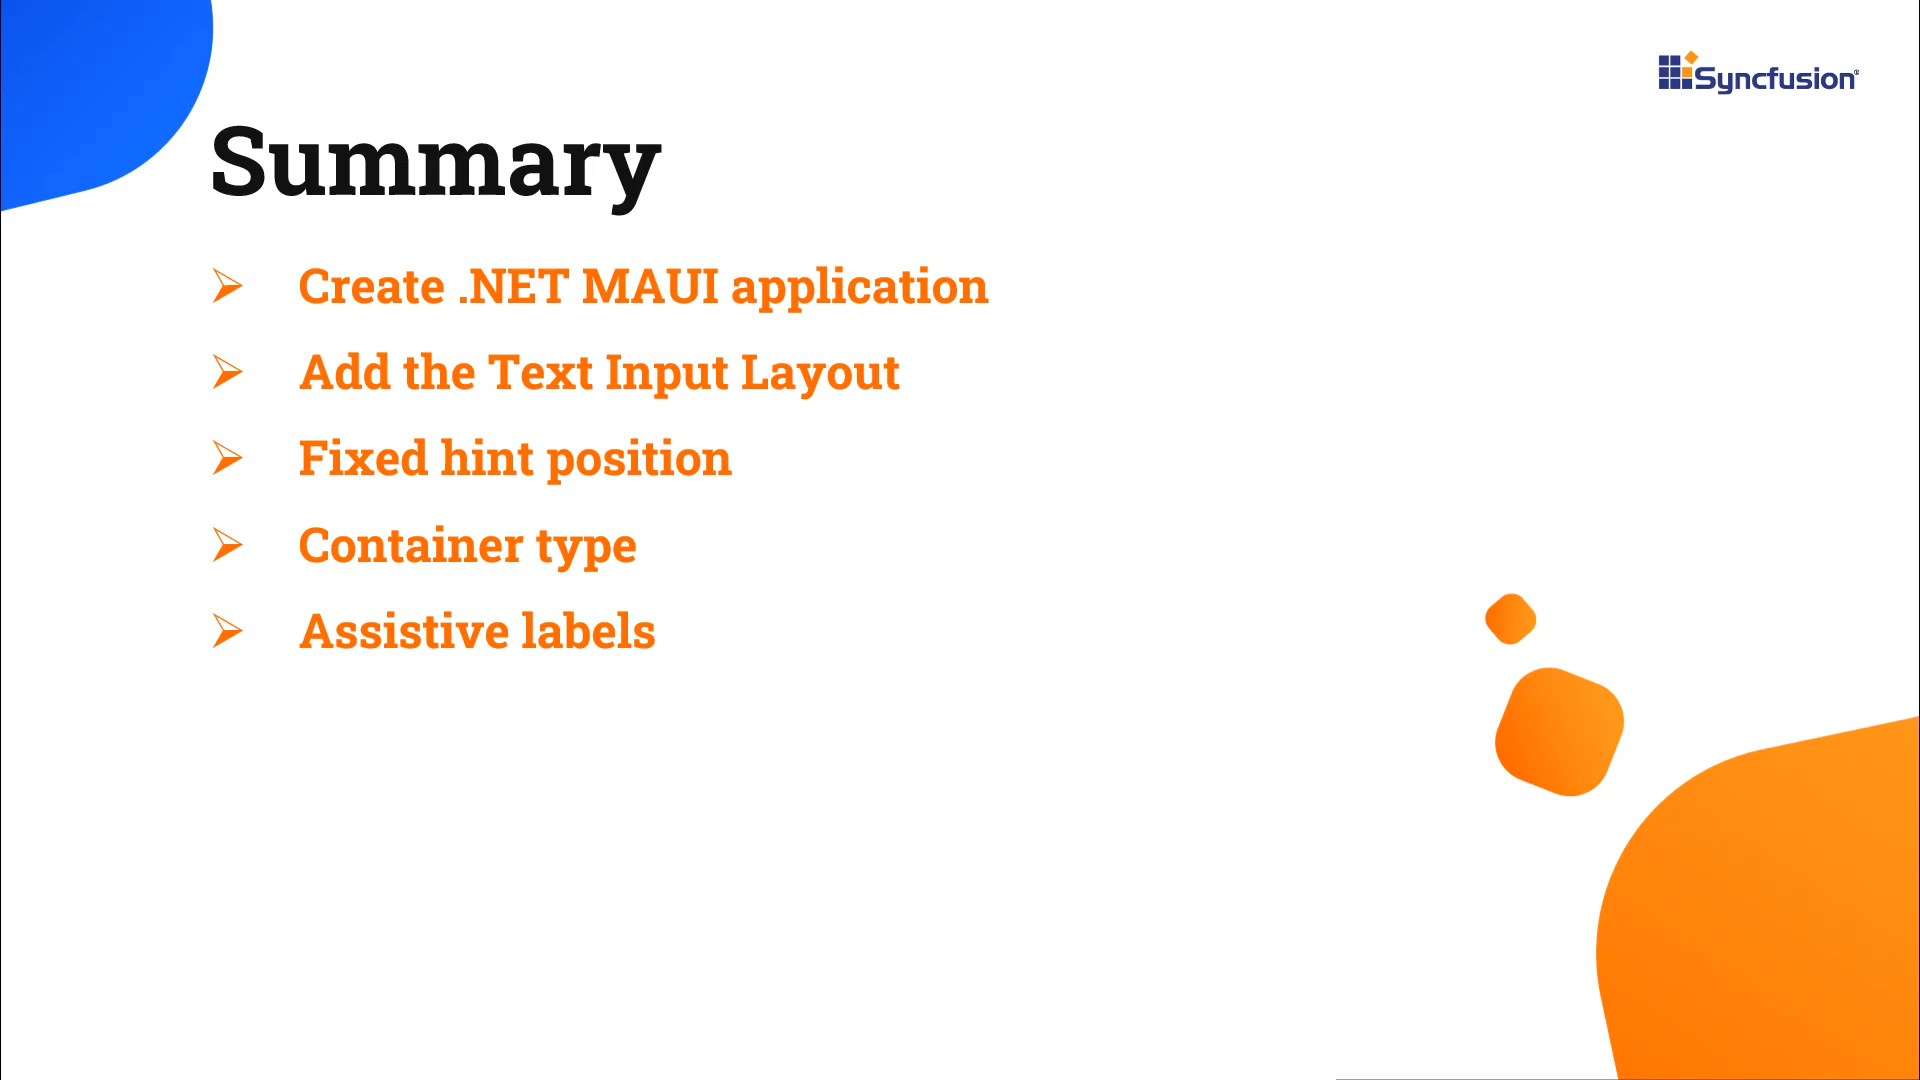 Syncfusion®
Summary
➢ Create .NET MAUI application
➢ Add the Text Input Layout
➢ Fixed hint position
➢ Container type
➢ Assistive labels